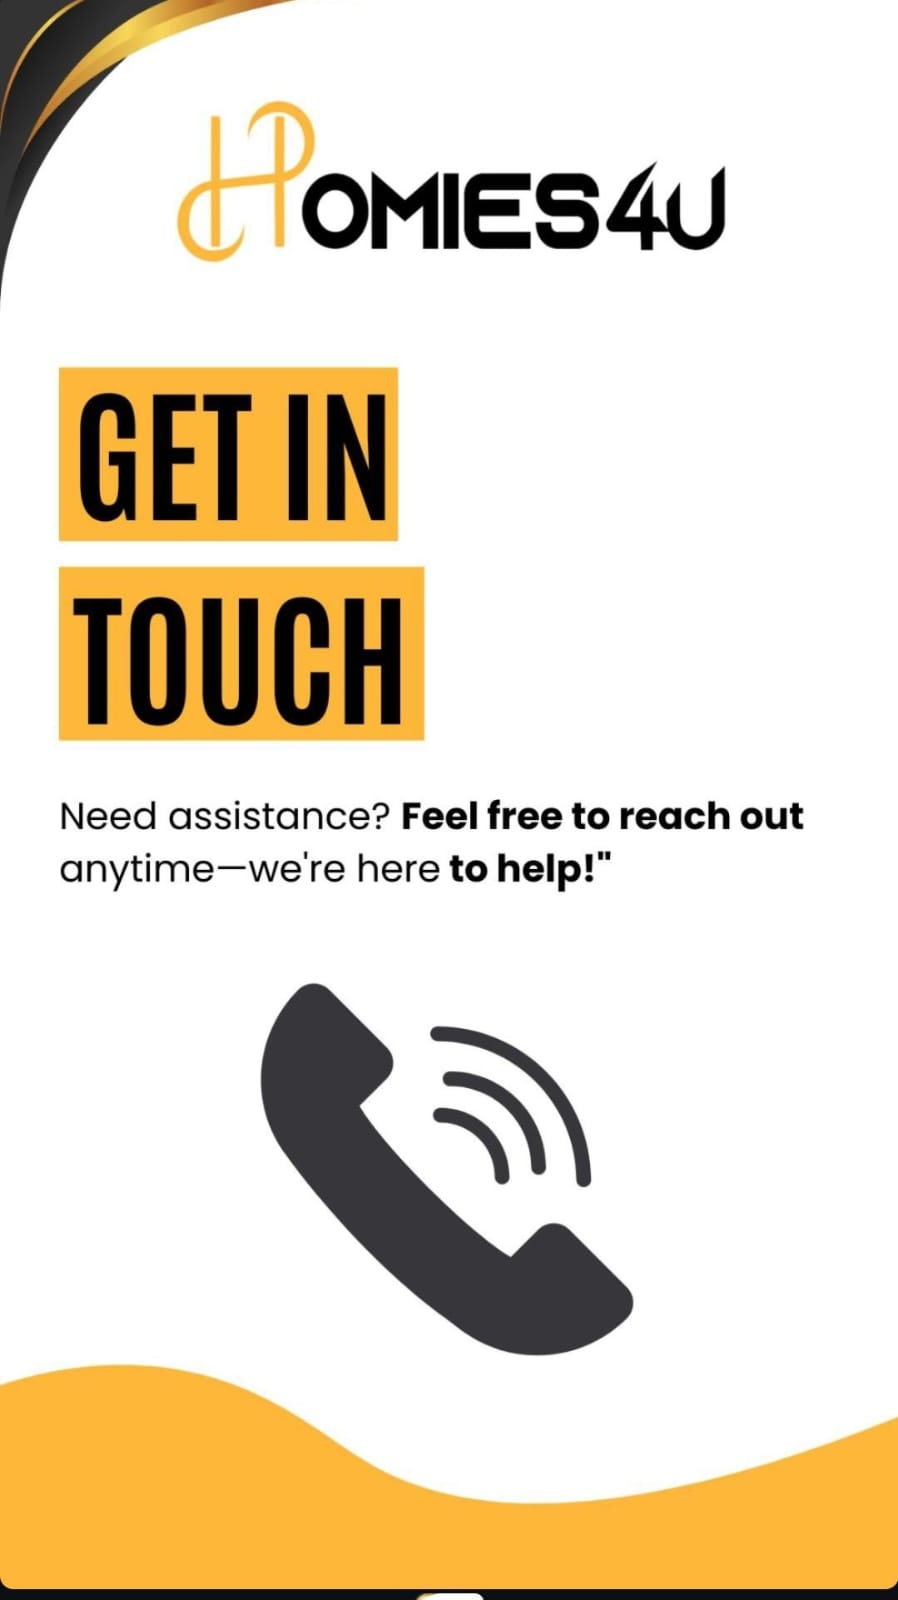 HOMIES4U
GET IN
TOUCH
Need assistance? Feel free to reach out
anytime—we're here to help!"